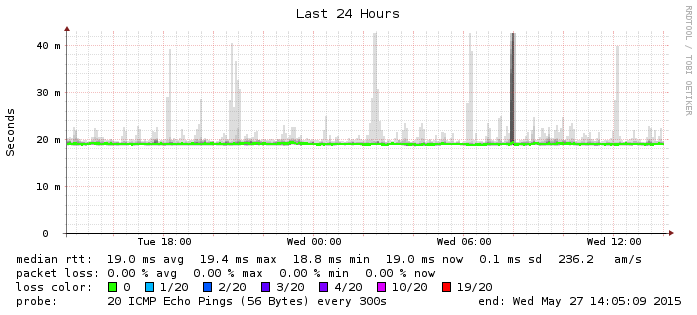 Last 24 Hours
RRDTOOL / TOBI OETIKER
Seconds
40 m
30 m
20 m
10 m
0
Tue 18:00 Wed 00:00 Wed 06:00 Wed 12:00
median rtt: 19.0 ms avg 19.4 ms max 18.8 ms min 19.0 ms now 0.1 ms sd 236.2 am/s
packet loss: 0.00 % avg 0.00 % max 0.00 % min 0.00 % now
loss color: 0 1/20 2/20 3/20 4/20 10/20 19/20
probe: 20 ICMP Echo Pings (56 Bytes) every 300s end: Wed May 27 14:05:09 2015